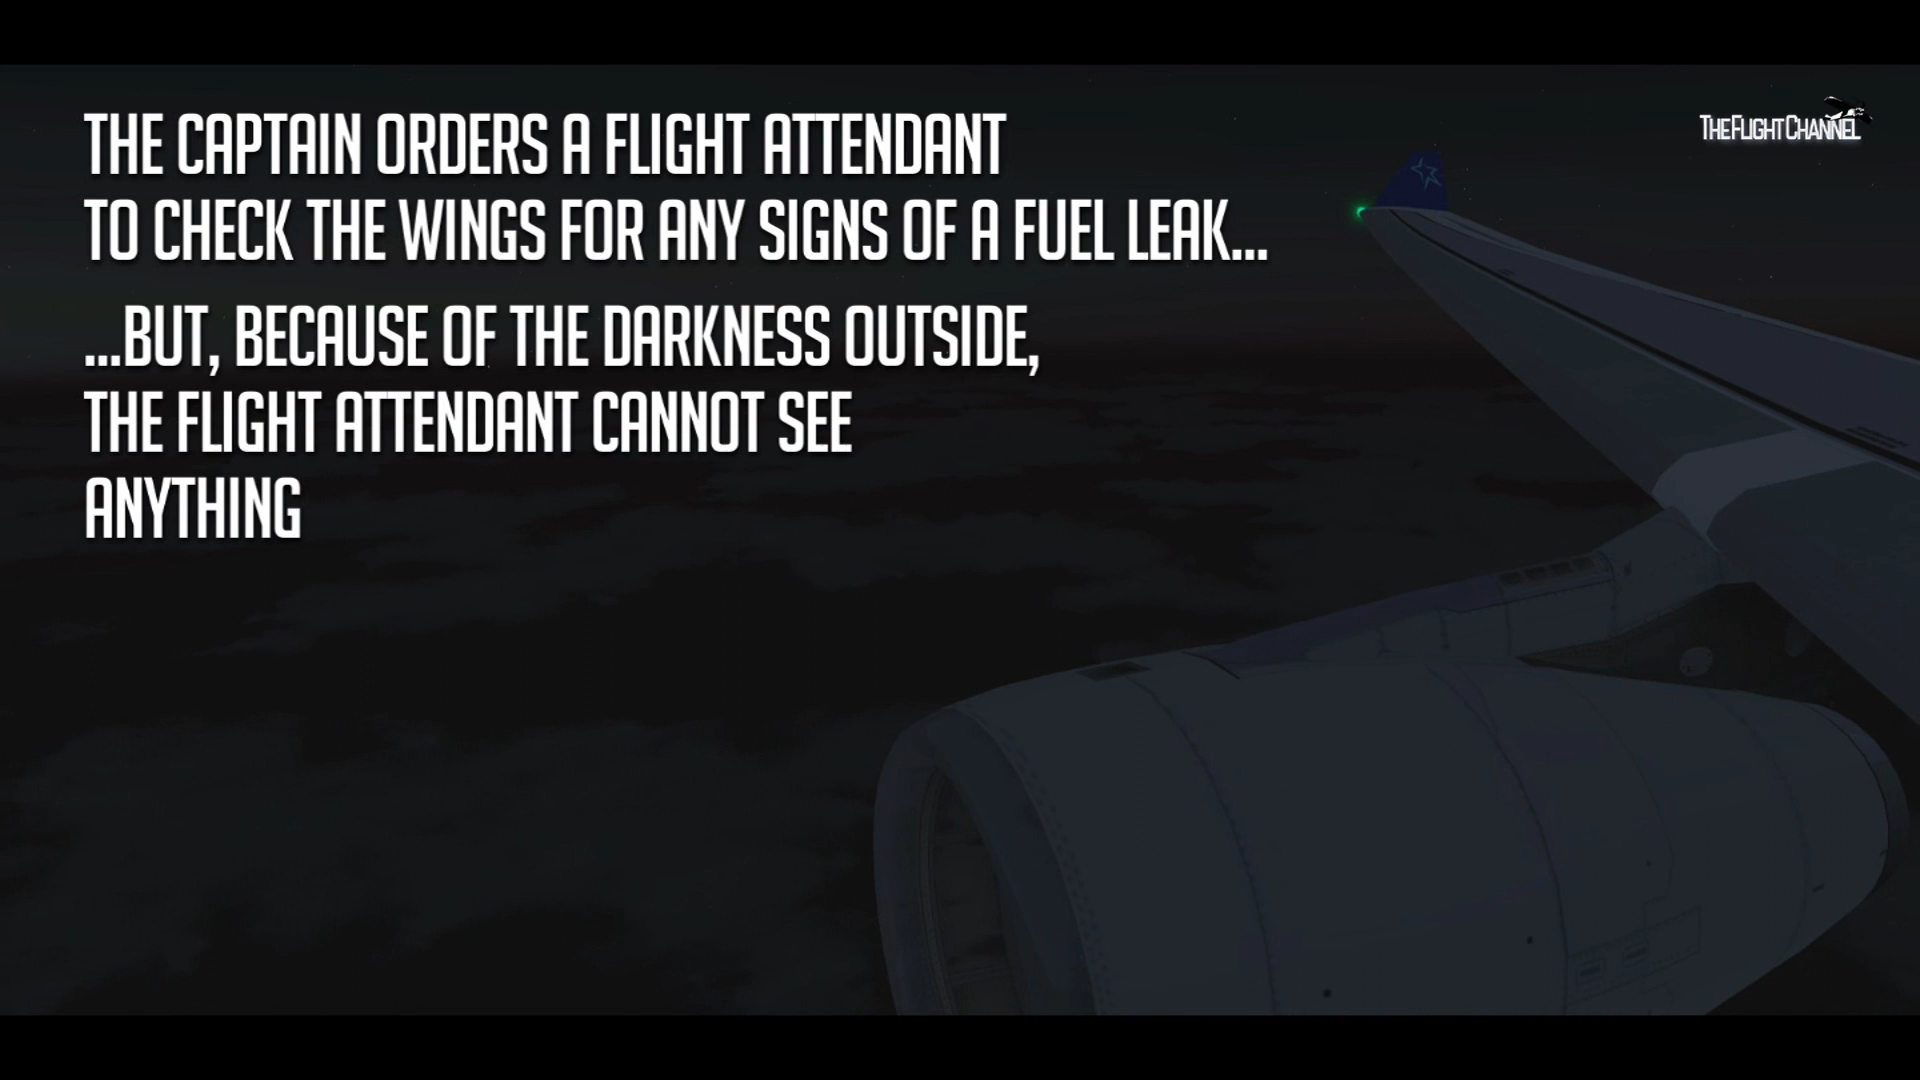 THE CAPTAIN ORDERS A FLIGHT ATTENDANT
TO CHECK THE WINGS FOR ANY SIGNS OF A FUEL LEAK...
...BUT, BECAUSE OF THE DARKNESS OUTSIDE,
THE FLIGHT ATTENDANT CANNOT SEE
ANYTHING
THEFLIGHTCHANNEL